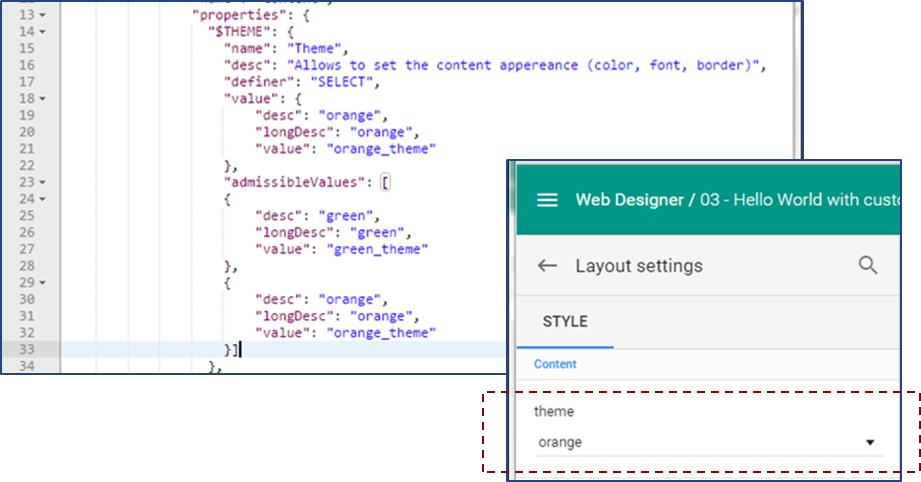 13 "properties": {
14 "$THEME": {
15 "name": "Theme",
16 "desc": "Allows to set the content appereance (color, font, border)",
17 "definer": "SELECT",
18 "value": {
19 "desc": "orange",
20 "longDesc": "orange",
21 "value": "orange_theme"
22 },
23 "admissibleValues": [
24 {
25 "desc": "green",
26 "longDesc": "green",
27 "value": "green_theme"
28 },
29 {
30 "desc": "orange",
31 "longDesc": "orange",
32 "value": "orange_theme"
33 }]
34 },
Web Designer / 03 - Hello World with custo
Layout settings
STYLE
Content
theme
orange